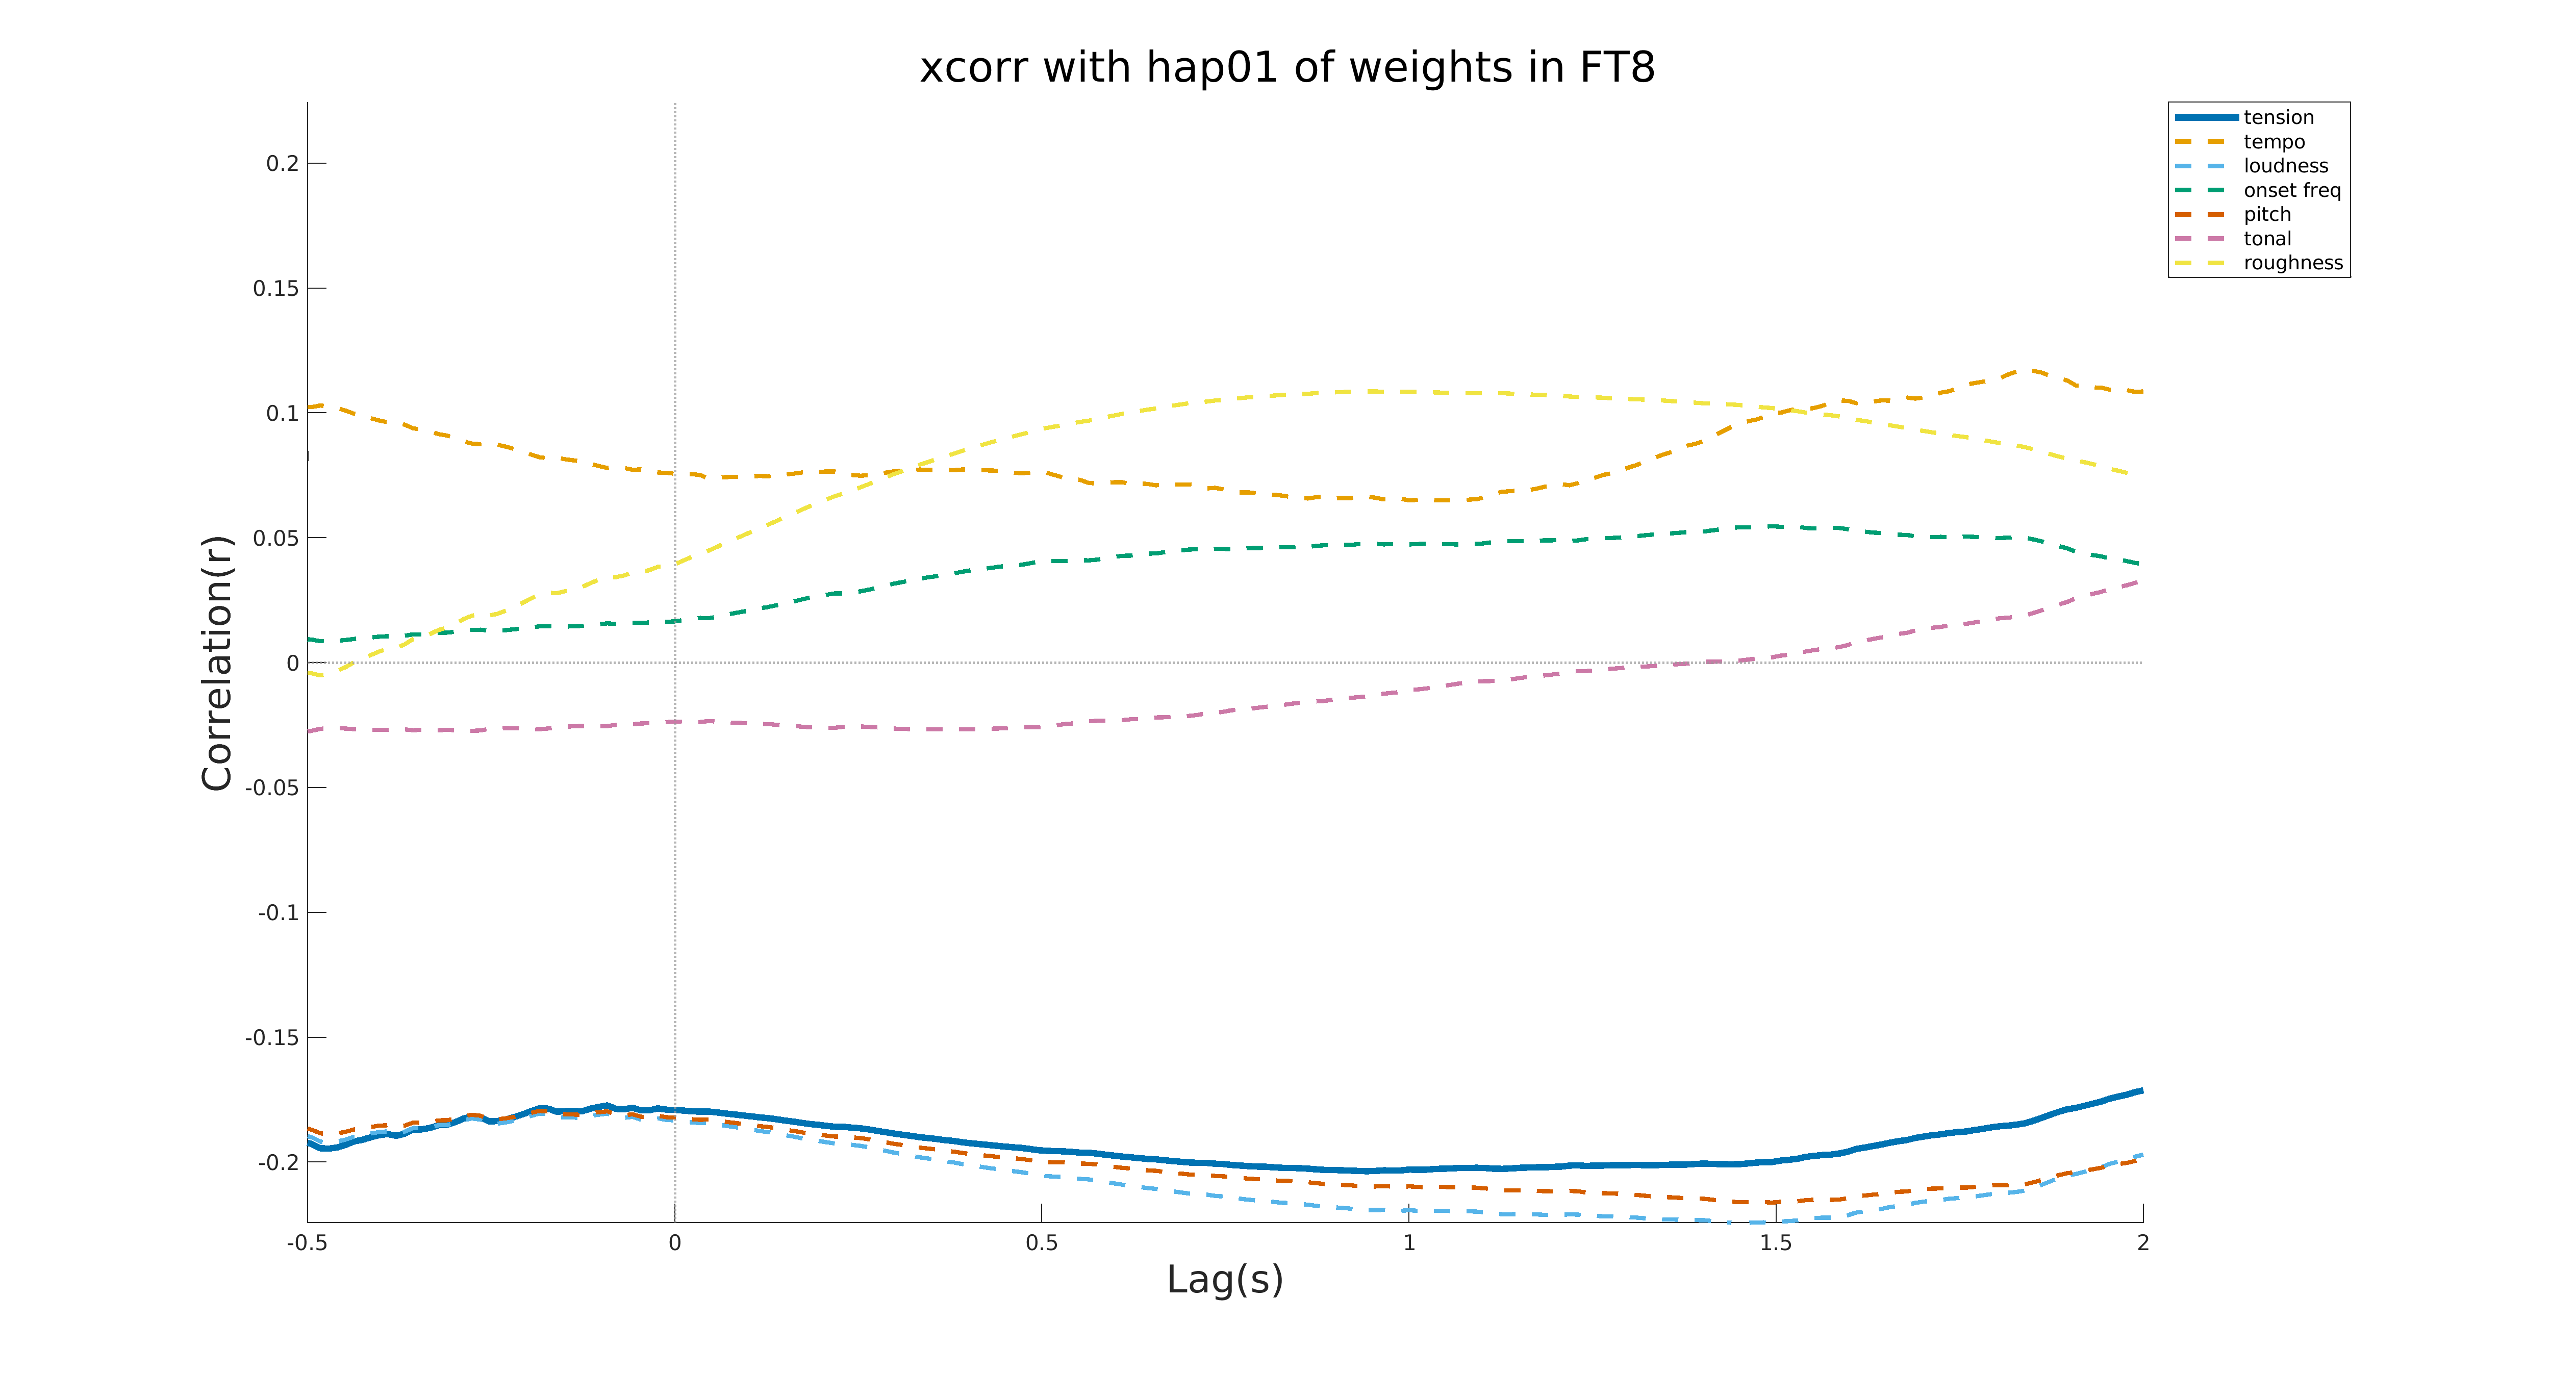 xcorr with hap01 of weights in FT8
tension
tempo
loudness
onset freq
pitch
tonal
roughness
Correlation(r)
0.2
0.15
0.1
0.05
0
-0.05
-0.1
-0.15
-0.2
-0.5
0
0.5
1
1.5
2
Lag(s)